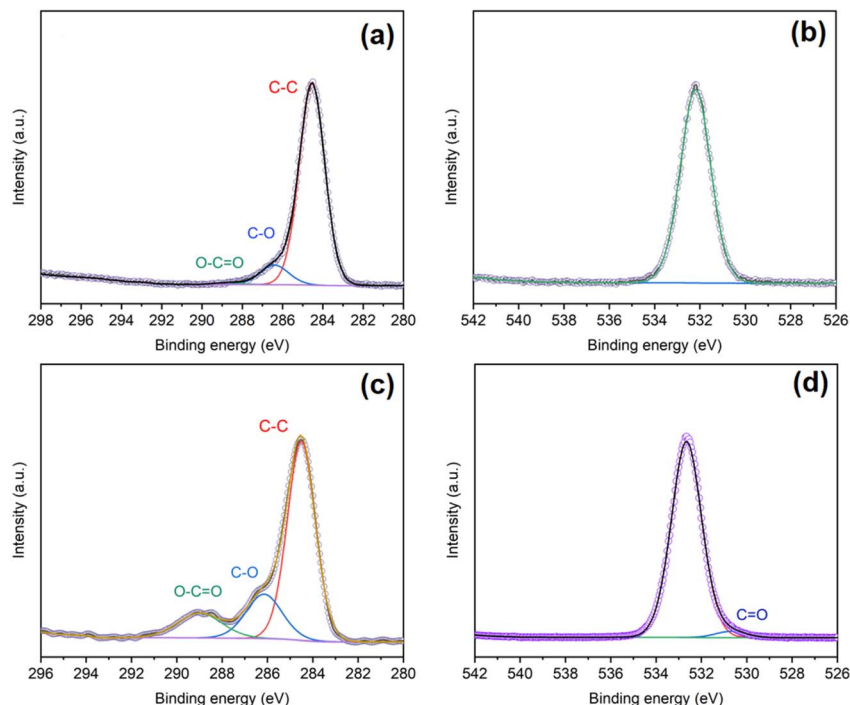 (a)
C-C
C-O
O-C=O
Intensity (a.u.)
298 296 294 292 290 288 286 284 282 280
Binding energy (eV)
(b)
Intensity (a.u.)
542 540 538 536 534 532 530 528 526
Binding energy (eV)
(c)
C-C
C-O
O-C=O
Intensity (a.u.)
296 294 292 290 288 286 284 282 280
Binding energy (eV)
(d)
C=O
Intensity (a.u.)
542 540 538 536 534 532 530 528 526
Binding energy (eV)